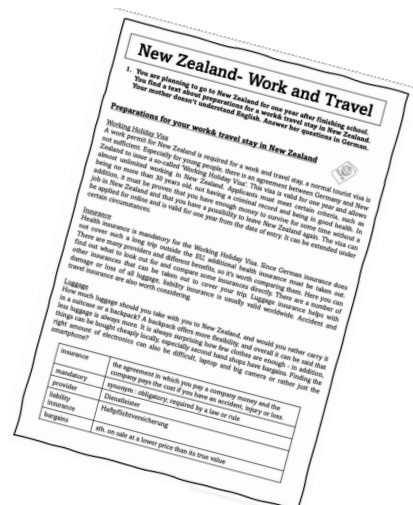 New Zealand- Work and Travel
1. You are planning to go to New Zealand for one year after finishing school.
You find a text about preparations for a work& travel stay in New Zealand.
Your mother doesn't understand English. Answer her questions in German.
Preparations for your work& travel stay in New Zealand
Working Holiday Visa
A work permit for New Zealand is required for a work and travel stay, a normal tourist visa is
not sufficient. Especially for young people, there is an agreement between Germany and New
Zealand to issue a so-called 'Working Holiday Visa'. This visa is valid for one year and allows
almost unlimited working in New Zealand. Applicants must meet certain criteria, such as
being no more than 30 years old, not being a criminal record and being in good health. In
addition, it must be proven that you have enough money to survive for some time without a
job in New Zealand and that you have a possibility to leave New Zealand again. The visa can
be applied for online and is valid for one year from the date of entry. It can be extended under
certain circumstances.
Insurance
Health insurance is mandatory for the Working Holiday Visa. Since German insurance does
not cover such a long trip outside the EU, additional health insurance must be taken out.
There are many providers and different benefits, so it's worth comparing them. Here you can
find out what to look out for and compare some insurances directly. There are a number of
other insurances that can be taken out to cover your trip. Luggage insurance helps with
damage or loss of all luggage, liability insurance is usually valid worldwide. Accident and
travel insurance are also worth considering.
Luggage
How much luggage should you take with you to New Zealand, and would you rather carry it
in a suitcase or a backpack? A backpack offers more flexibility, and overall it can be said that
less luggage is always more. It is always surprising how few clothes are enough - in addition,
things can be bought cheaply locally, especially second hand shops have bargains. Finding the
right amount of electronics can also be difficult, laptop and big camera or rather just the
smartphone?
insurance the agreement in which you pay a company money and the
company pays the cost if you have an accident, injury or loss.
mandatory synonym : obligatory; required by a law or rule
provider Dienstleister
liability Haftpflichtversicherung
insurance
bargains sth. on sale at a lower price than its true value